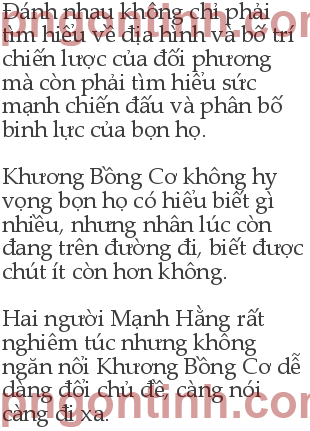 Đánh nhau không chỉ phải
tìm hiểu về địa hình và bố trí
chiến lược của đối phương
mà còn phải tìm hiểu sức
mạnh chiến đấu và phân bố
binh lực của bọn họ.
Khương Bồng Cơ không hy
vọng bọn họ có hiểu biết gì
nhiều, nhưng nhân lúc còn
đang trên đường đi, biết được
chút ít còn hơn không.
Hai người Mạnh Hằng rất
nghiêm túc nhưng không
ngăn nổi Khương Bồng Cơ dễ
dàng đổi chủ đề, càng nói
càng đi xa.
pmgontinh.com
pmgontinh.com